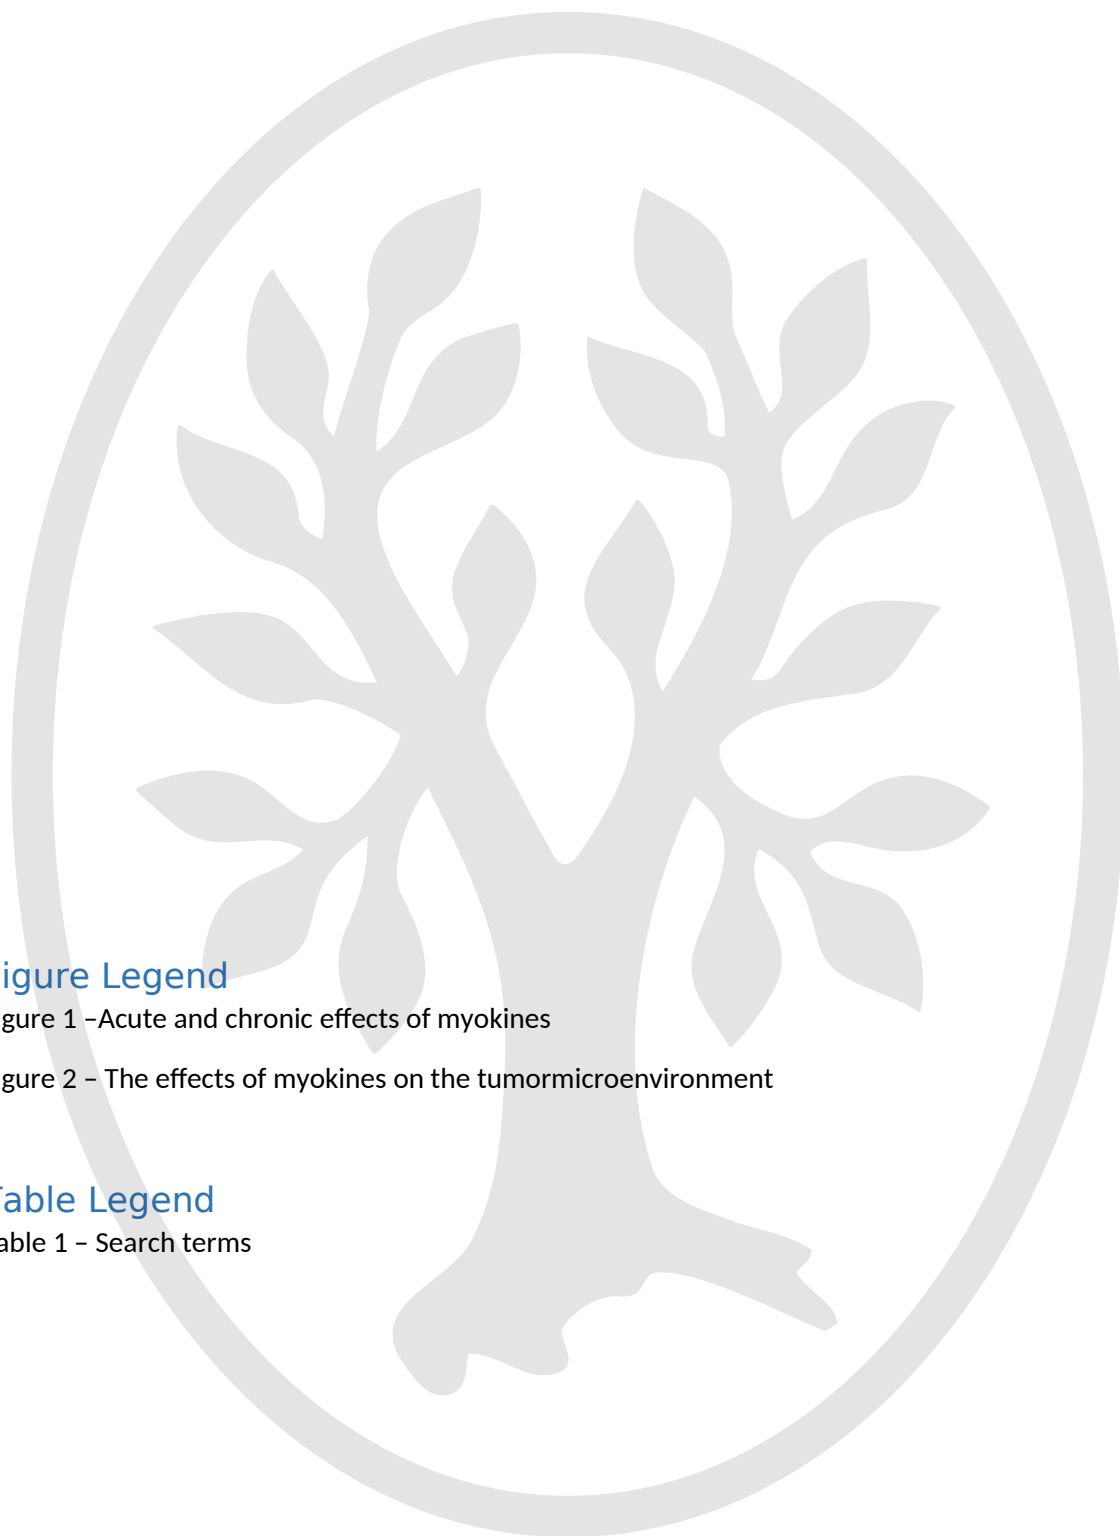 igure Legend
gure 1 –Acute and chronic effects of myokines
gure 2 – The effects of myokines on the tumormicroenvironment
Table Legend
able 1 – Search terms